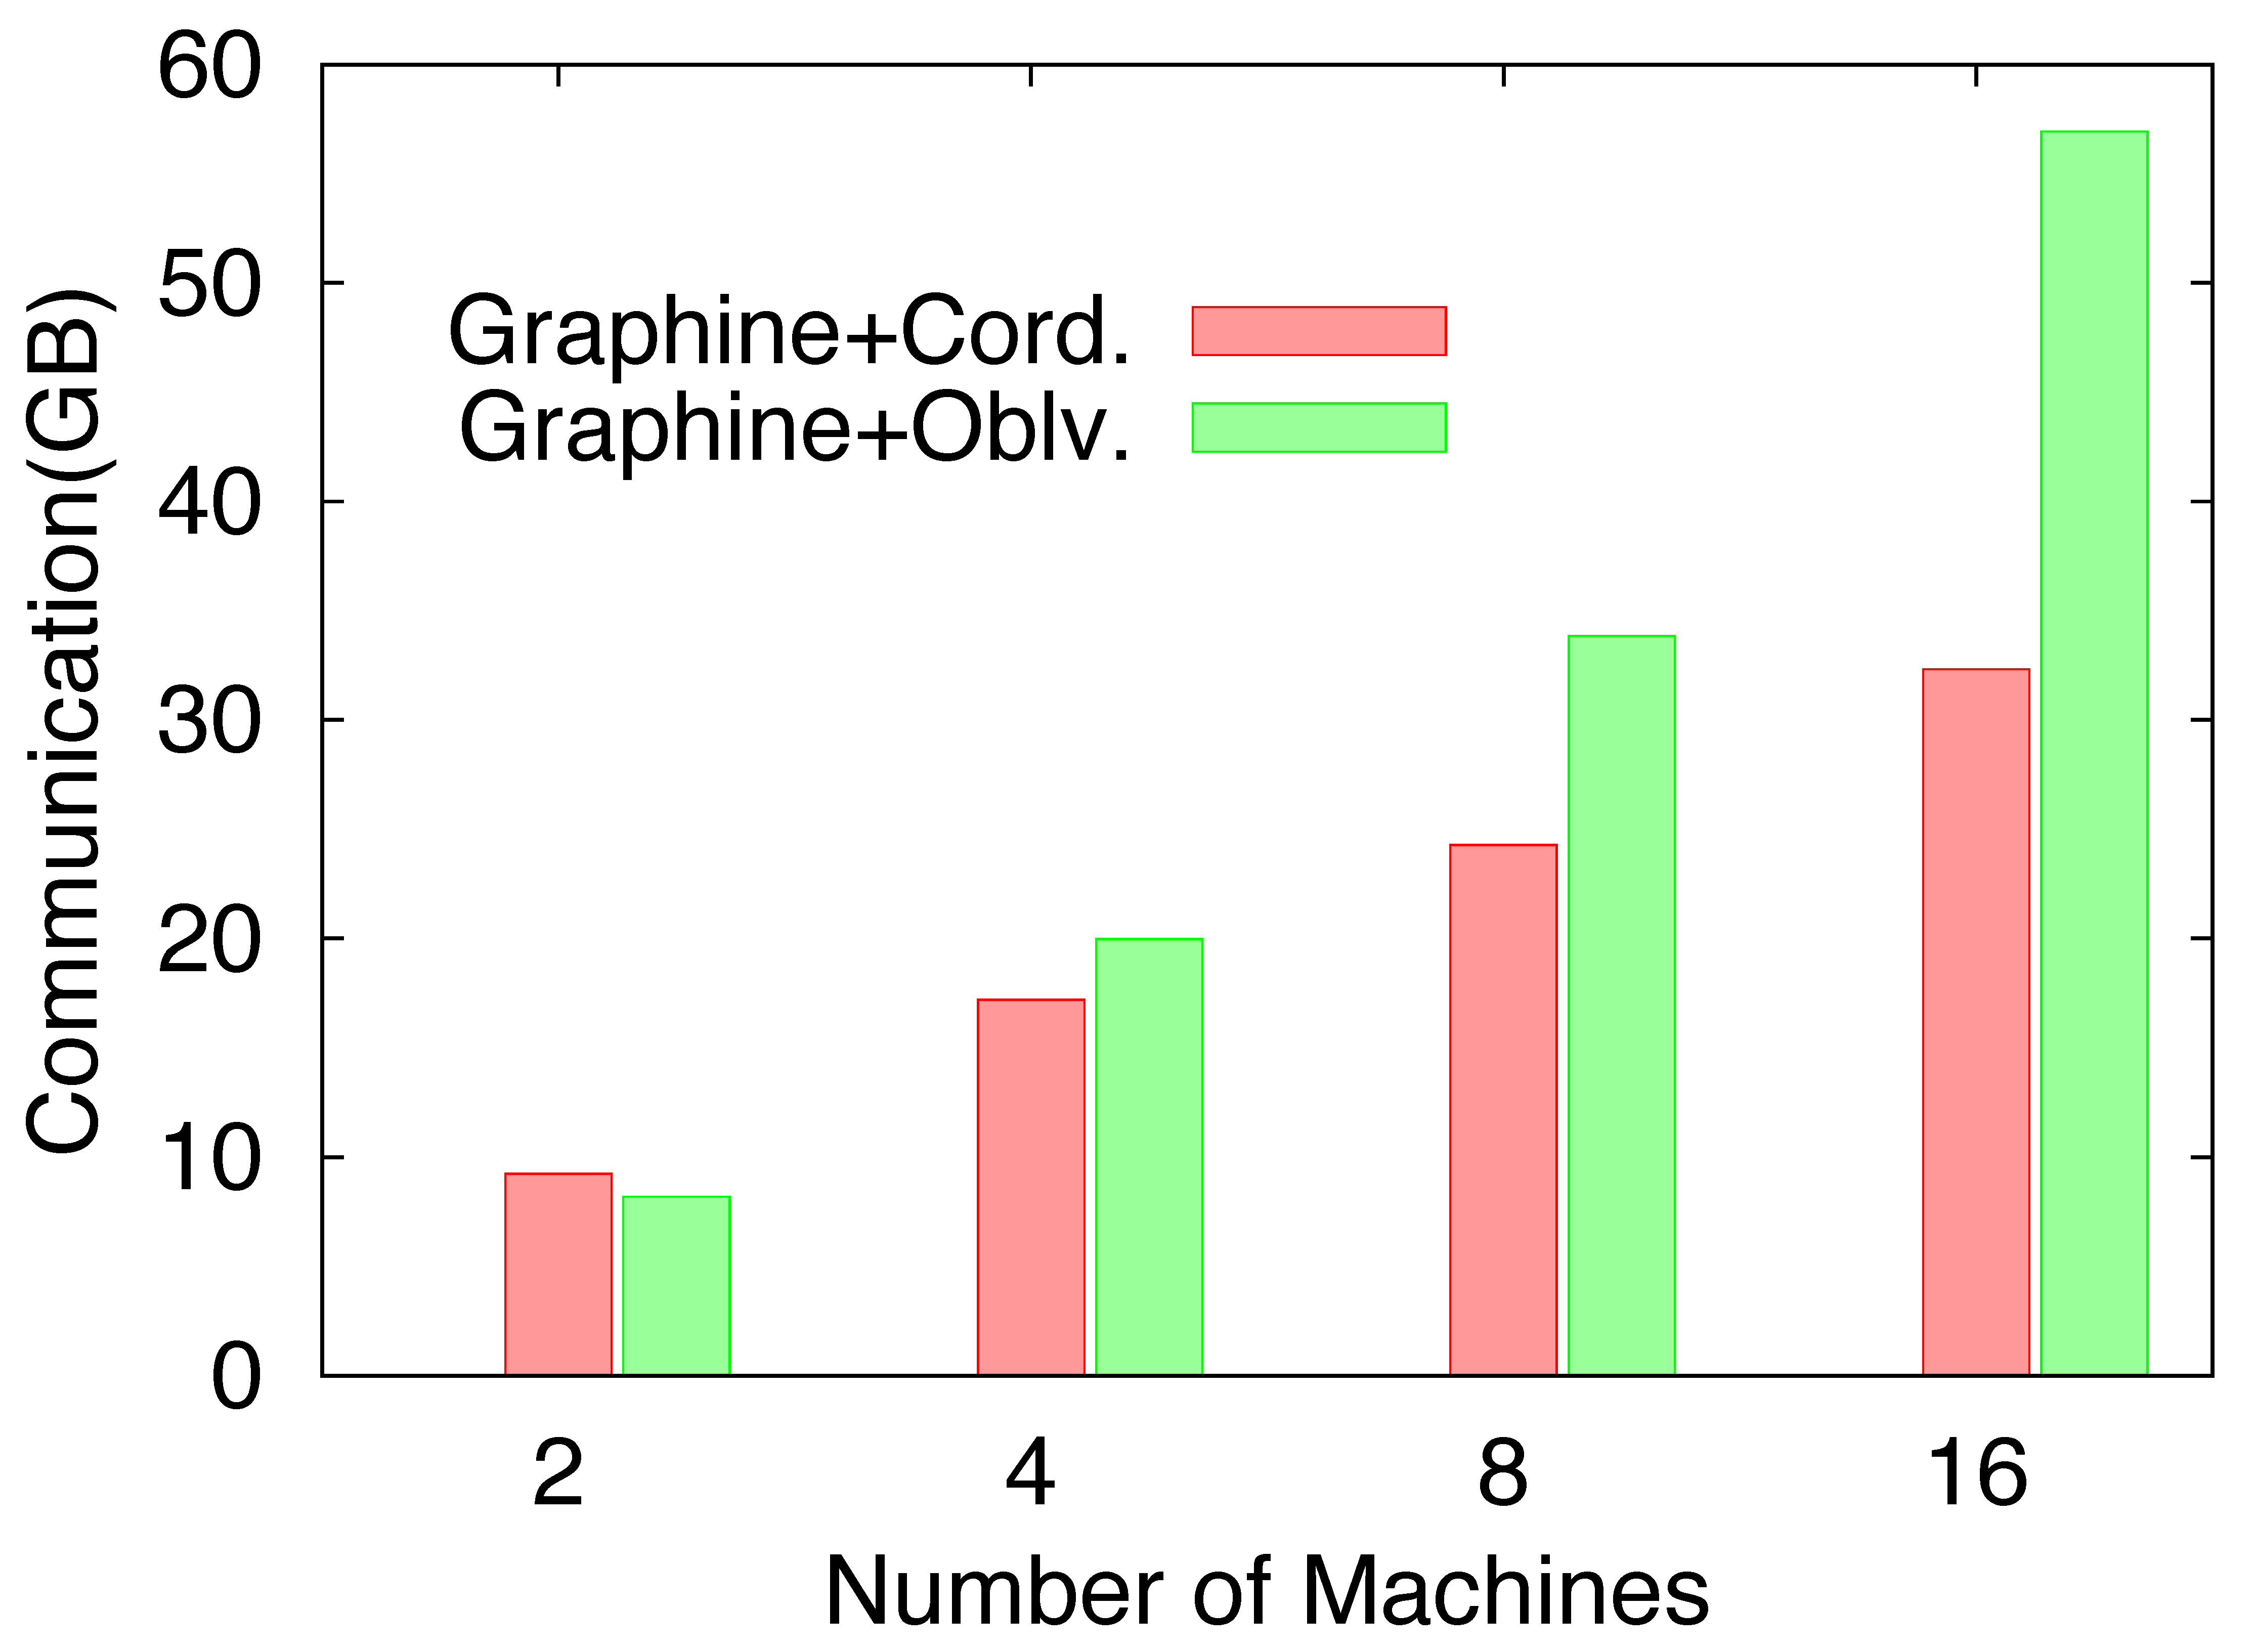 60
50
40
30
20
10
0
Communication(GB)
Graphine+Cord.
Graphine+Oblv.
2 4 8 16
Number of Machines